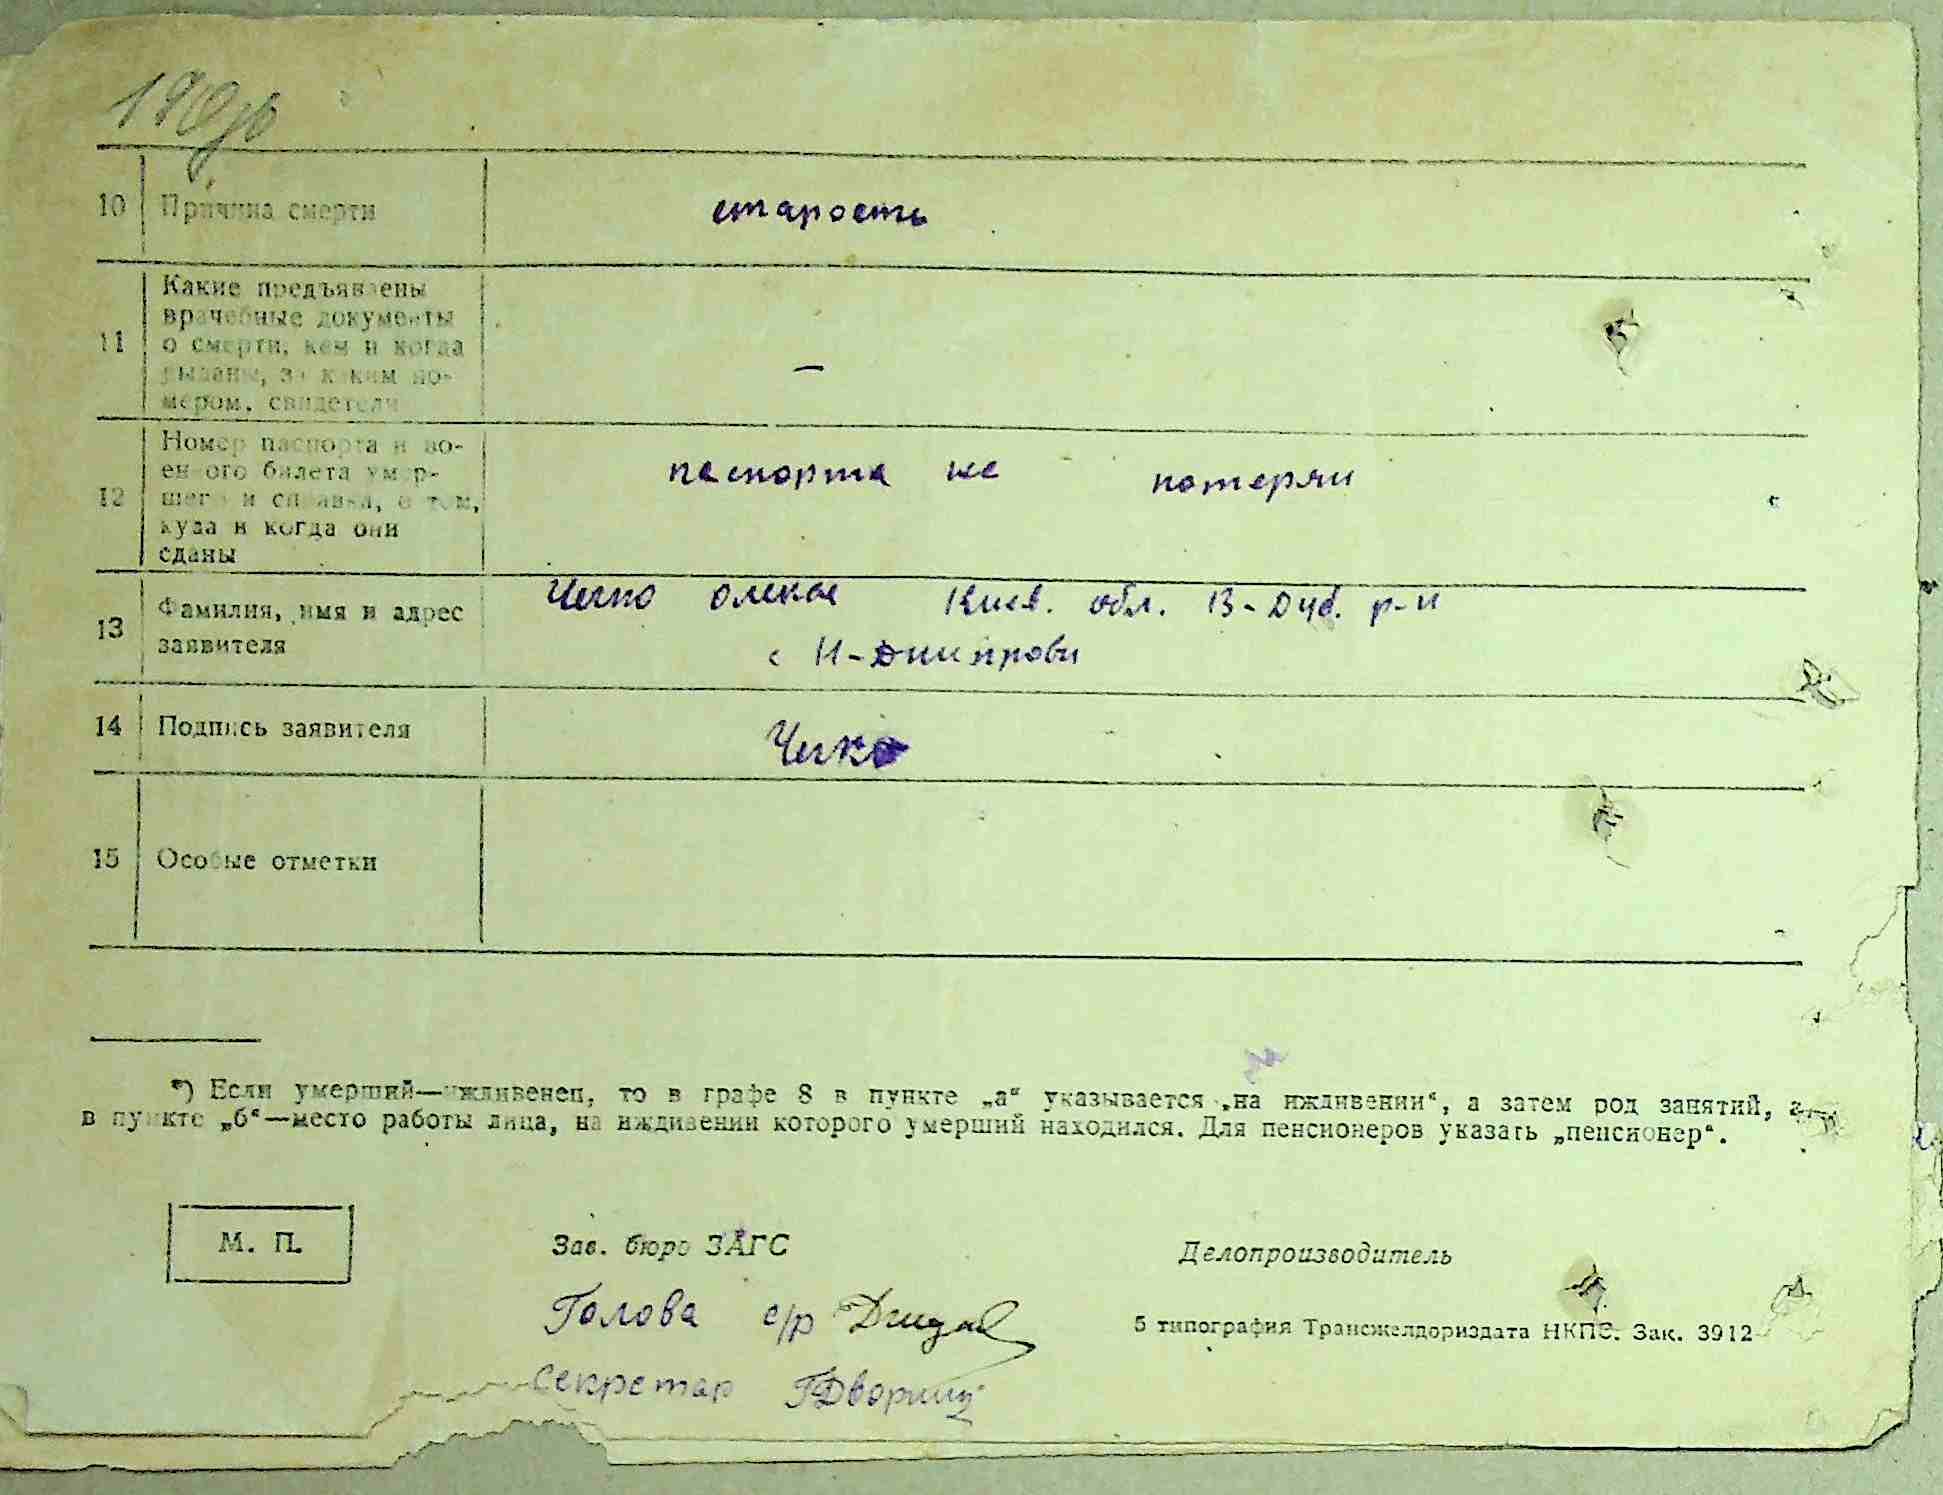 10 Причина смерти старость
11 Какие предъявлены
врачебные документы
о смерти, кем и когда
выданы, за каким но-
мером, свидетели –
12 Номер паспорта и во-
енного билета умер-
шего и справка, о том,
куда и когда они
сданы
паспорта не потеряи
13 Фамилия, имя и адрес
заявителя
Киев. обл. В-Дуб. р-н
с Н-Днипрови
14 Подпись заявителя
15 Особые отметки
*) Если умерший—иждивенец, то в графе 8 в пункте „а“ указывается „на иждивении“, а затем род занятий, а
в пункте „б“—место работы лица, на иждивении которого умерший находился. Для пенсионеров указать „пенсионер“.
М. П.
Зав. бюро ЗАГС
Делопроизводитель
Голова с/р
Секретар
5 типография Трансжелдориздата НКПС. Зак. 3912